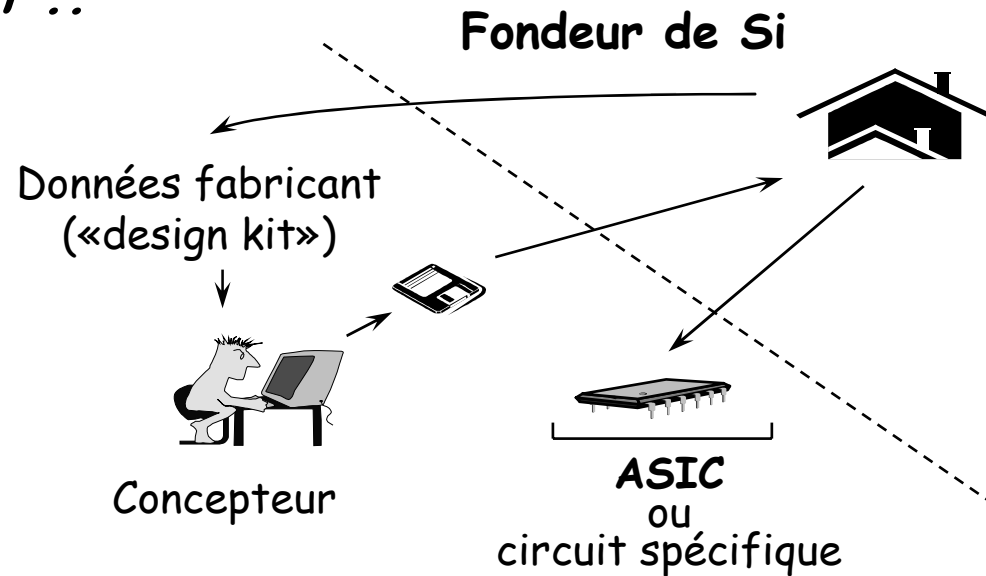 Fondeur de Si
Données fabricant
(«design kit»)
Concepteur
ASIC
ou
circuit spécifique